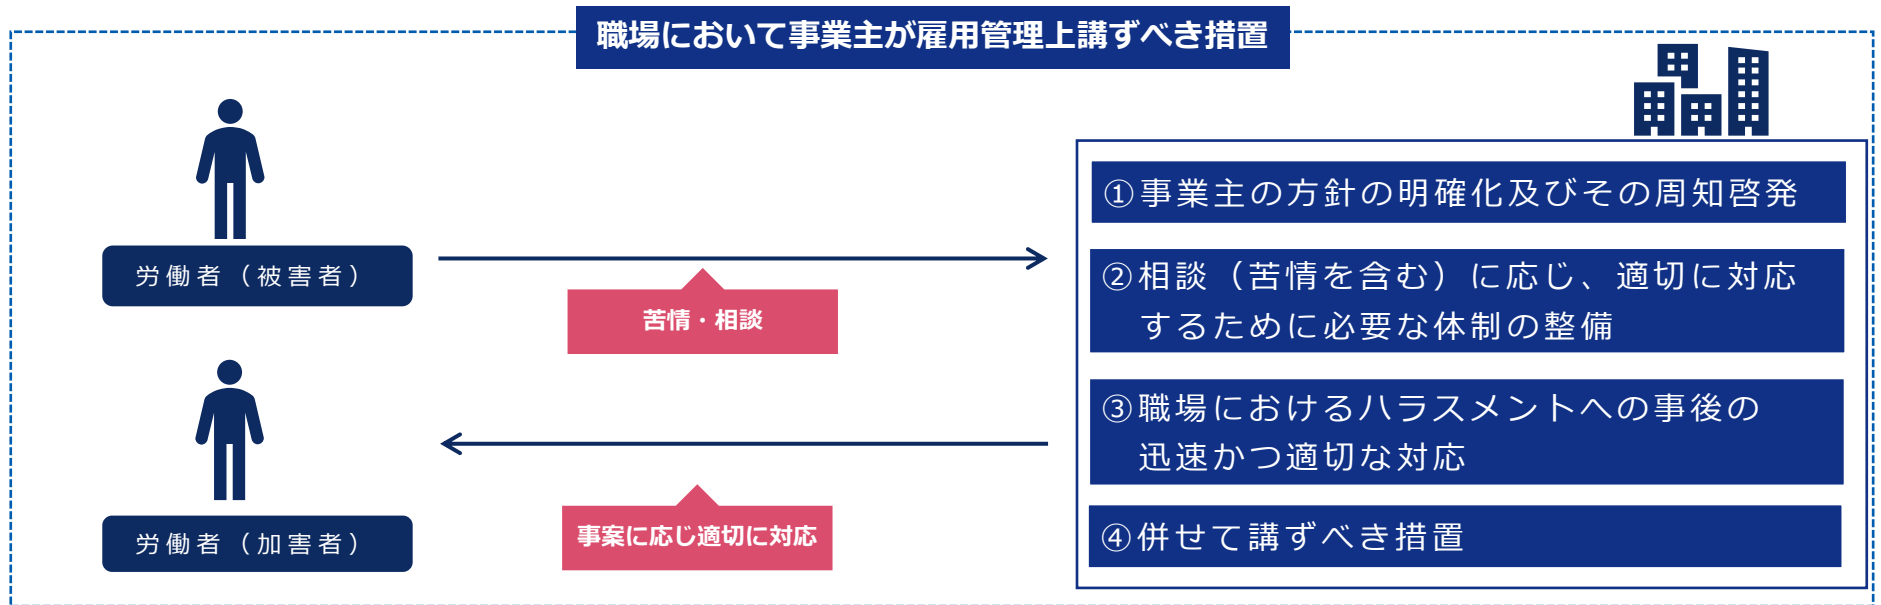 職場において事業主が雇用管理上講ずべき措置
労働者（被害者）
苦情・相談
労働者（加害者）
事案に応じ適切に対応
①事業主の方針の明確化及びその周知啓発
②相談（苦情を含む）に応じ、適切に対応
するために必要な体制の整備
③職場におけるハラスメントへの事後の
迅速かつ適切な対応
④併せて講ずべき措置